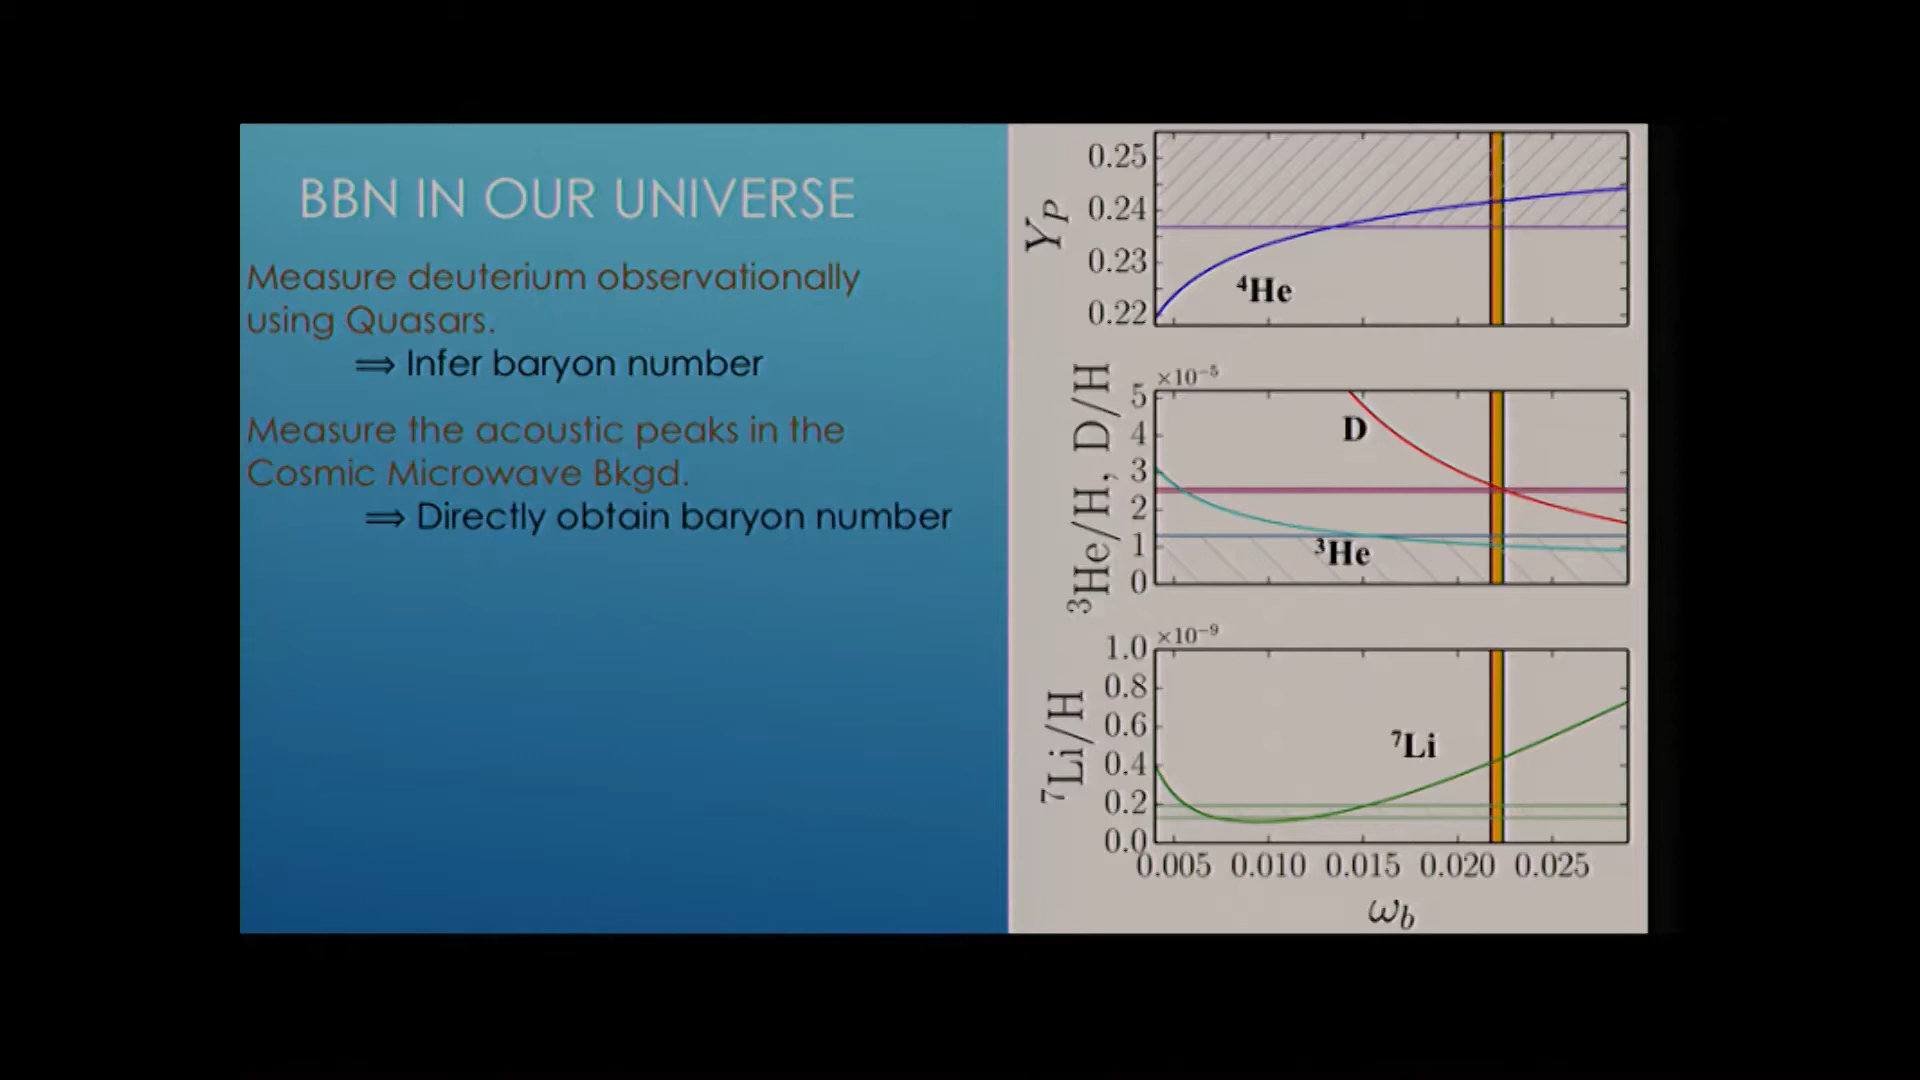 BBN IN OUR UNIVERSE
Measure deuterium observationally
using Quasars.
⟹ Infer baryon number
Measure the acoustic peaks in the
Cosmic Microwave Bkgd.
⟹ Directly obtain baryon number
Y_P
0.25
0.24
0.23
0.22
⁴He
³He/H, D/H
×10⁻⁵
5
4
3
2
1
0
D
³He
⁷Li/H
×10⁻⁹
1.0
0.8
0.6
0.4
0.2
0.0
⁷Li
0.005 0.010 0.015 0.020 0.025
ω_b